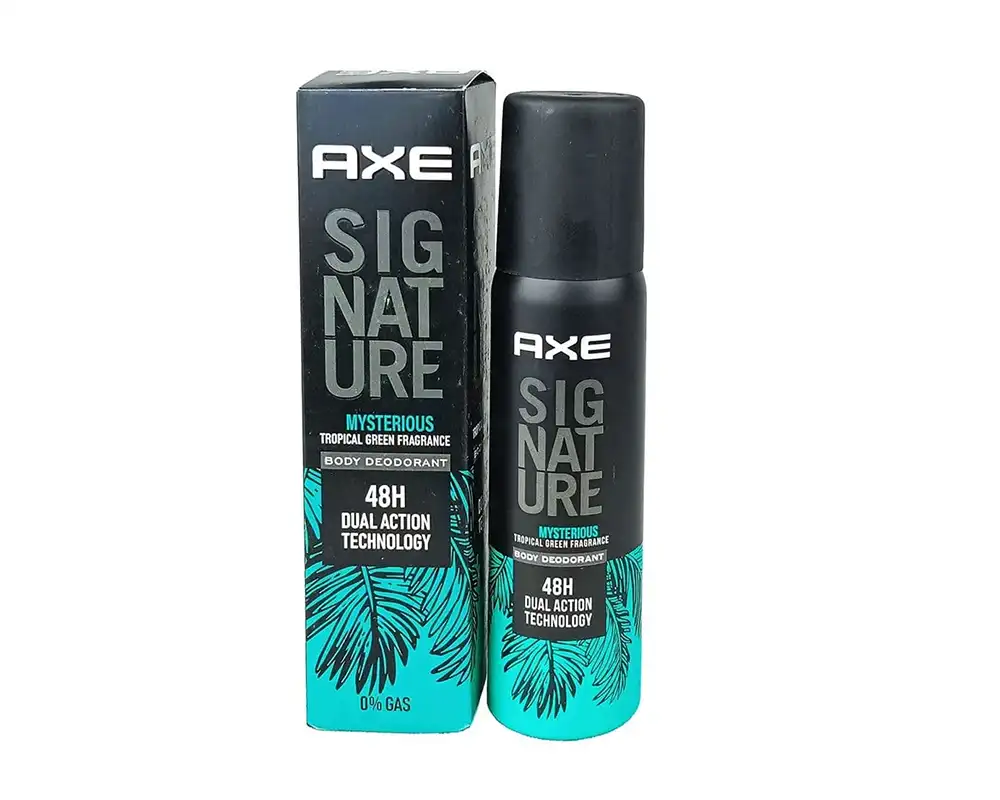 AXE
SIG
NAT
URE
MYSTERIOUS
TROPICAL GREEN FRAGRANCE
BODY DEODORANT
48H
DUAL ACTION
TECHNOLOGY
0% GAS
AXE
SIG
NAT
URE
MYSTERIOUS
TROPICAL GREEN FRAGRANCE
BODY DEODORANT
48H
DUAL ACTION
TECHNOLOGY